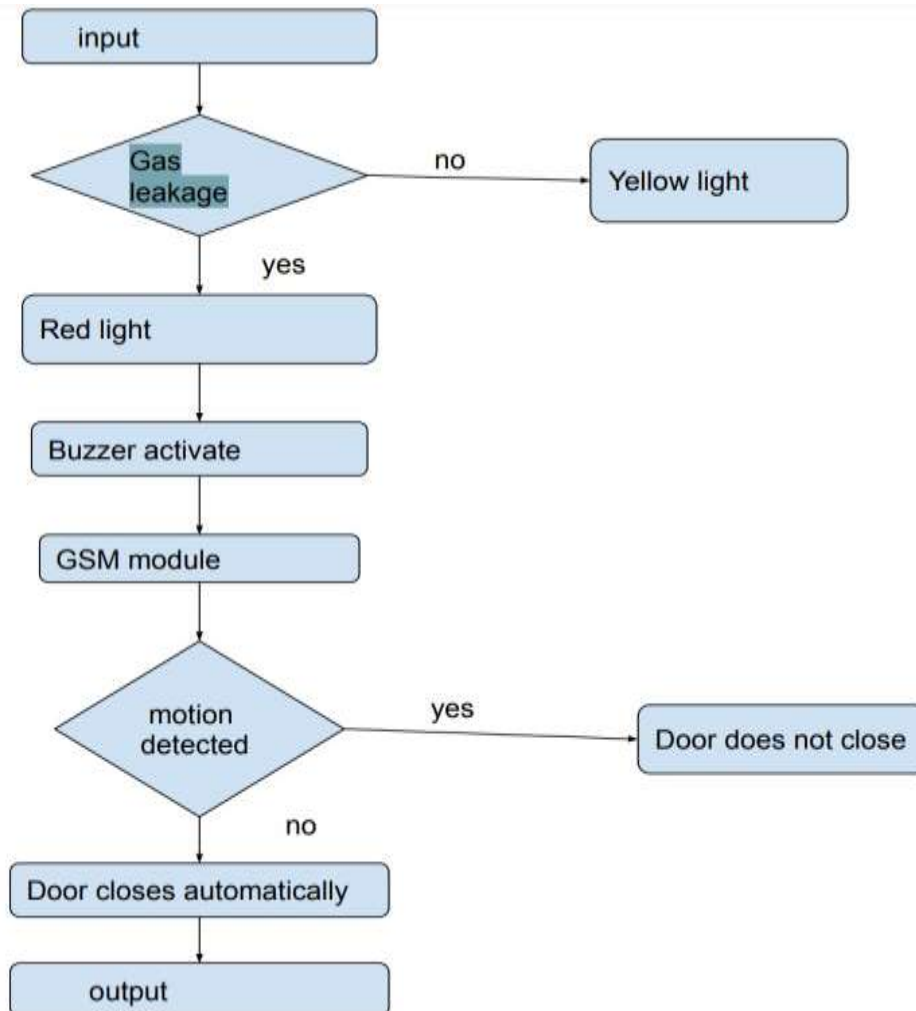 input
Gas
leakage
no
Yellow light
yes
Red light
Buzzer activate
GSM module
motion
detected
yes
Door does not close
no
Door closes automatically
output